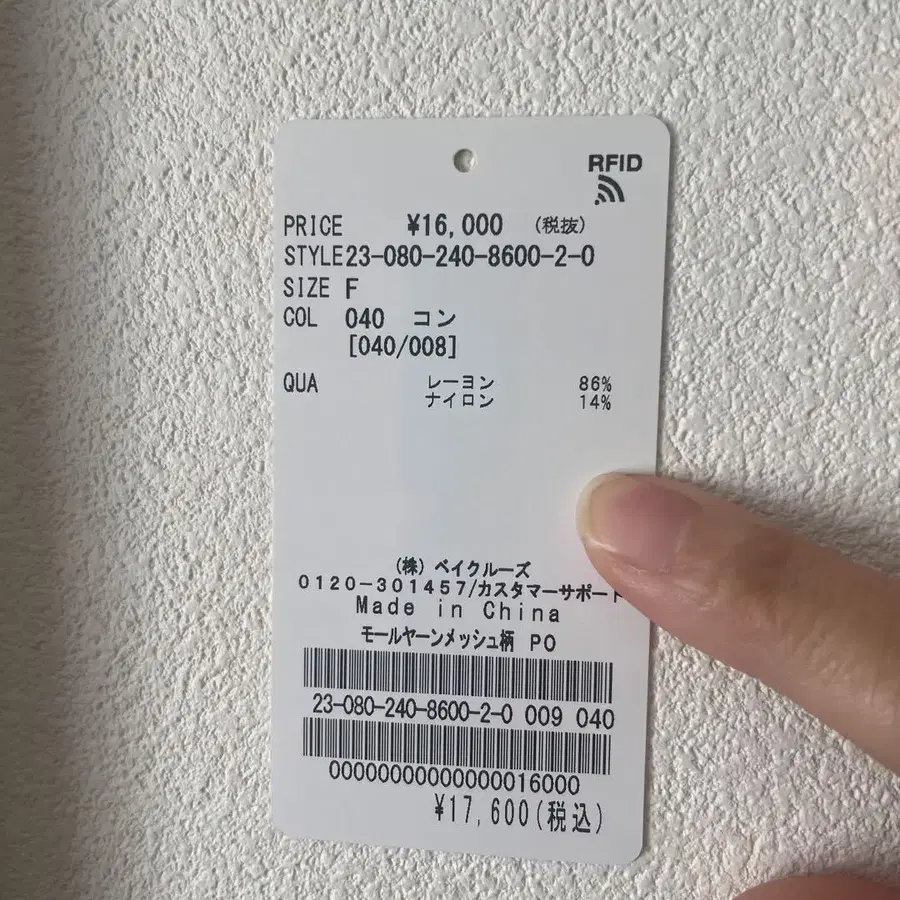 RFID
PRICE ¥16,000 (税抜)
STYLE23-080-240-8600-2-0
SIZE F
COL 040 コン
[040/008]
QUA レーヨン 86%
ナイロン 14%
(株) ベイクルーズ
0120-301457/カスタマーサポート
Made in China
モールヤーンメッシュ柄 PO
23-080-240-8600-2-0 009 040
00000000000000016000
¥17,600(税込)